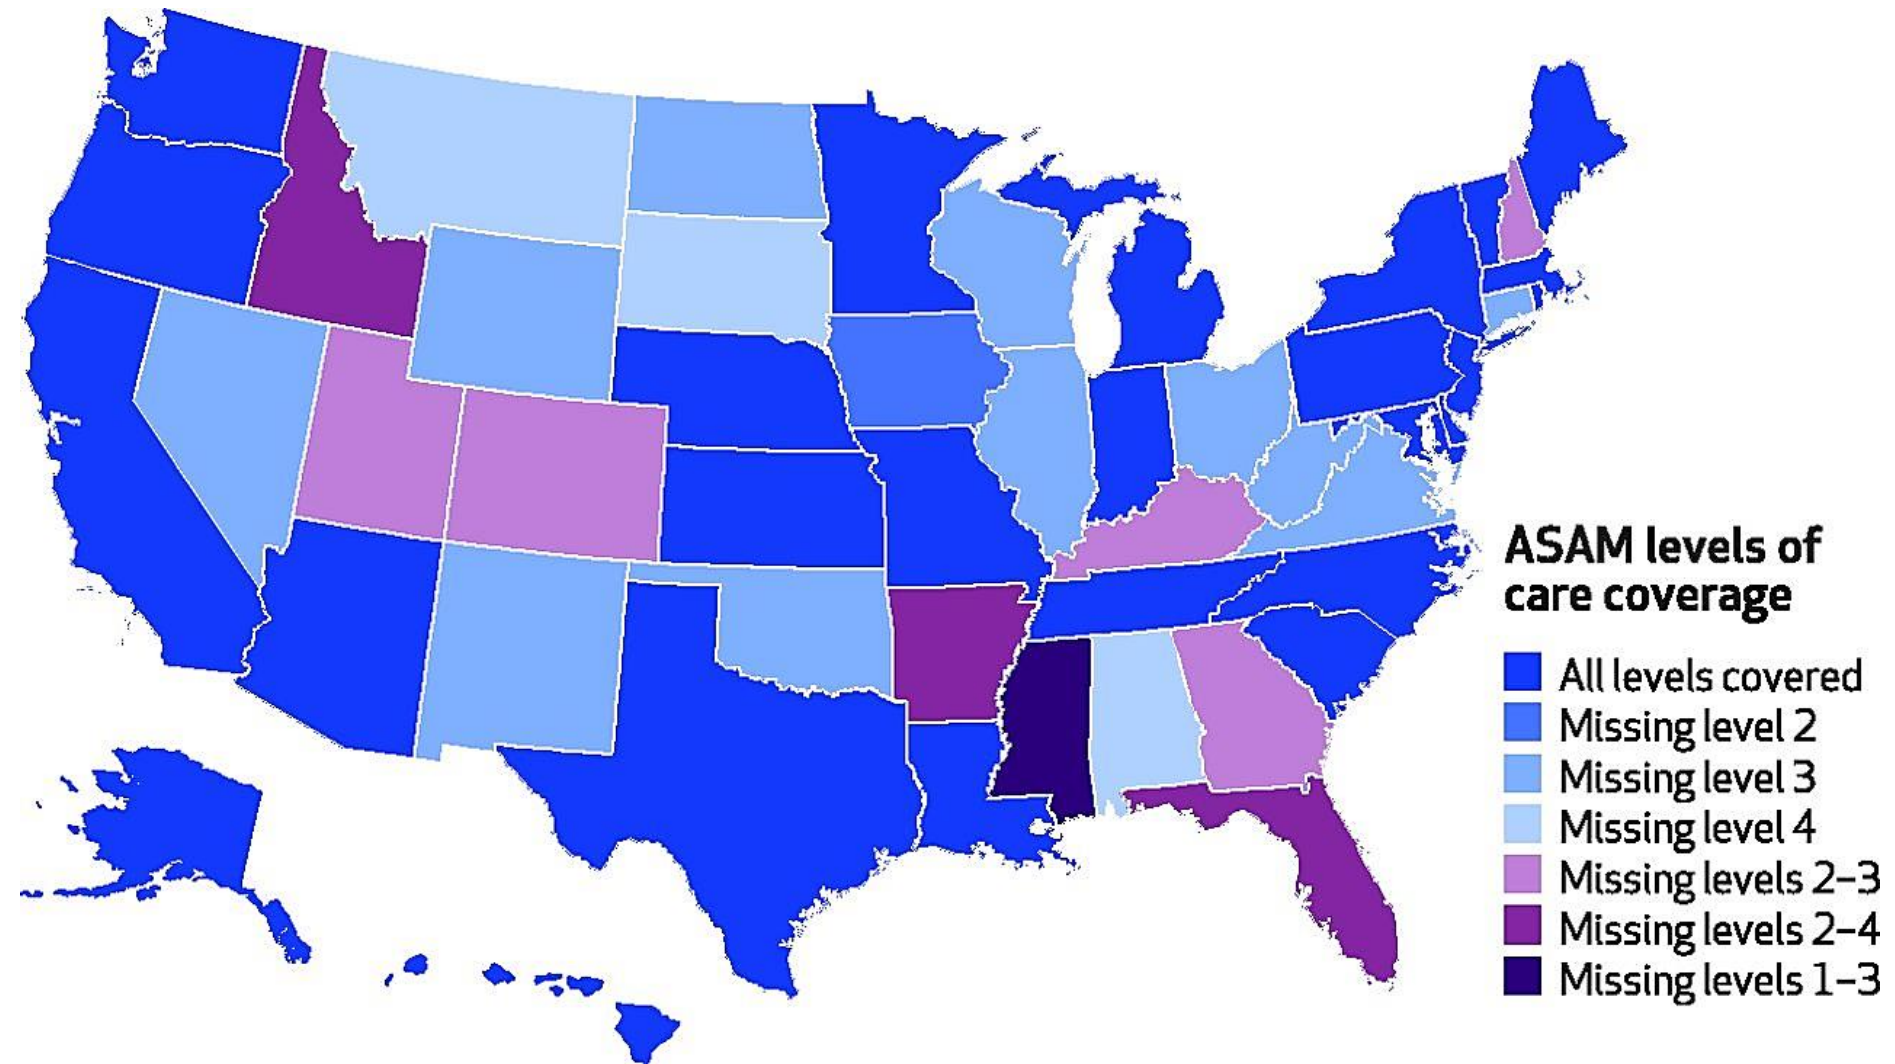 ASAM levels of
care coverage
All levels covered
Missing level 2
Missing level 3
Missing level 4
Missing levels 2–3
Missing levels 2–4
Missing levels 1–3